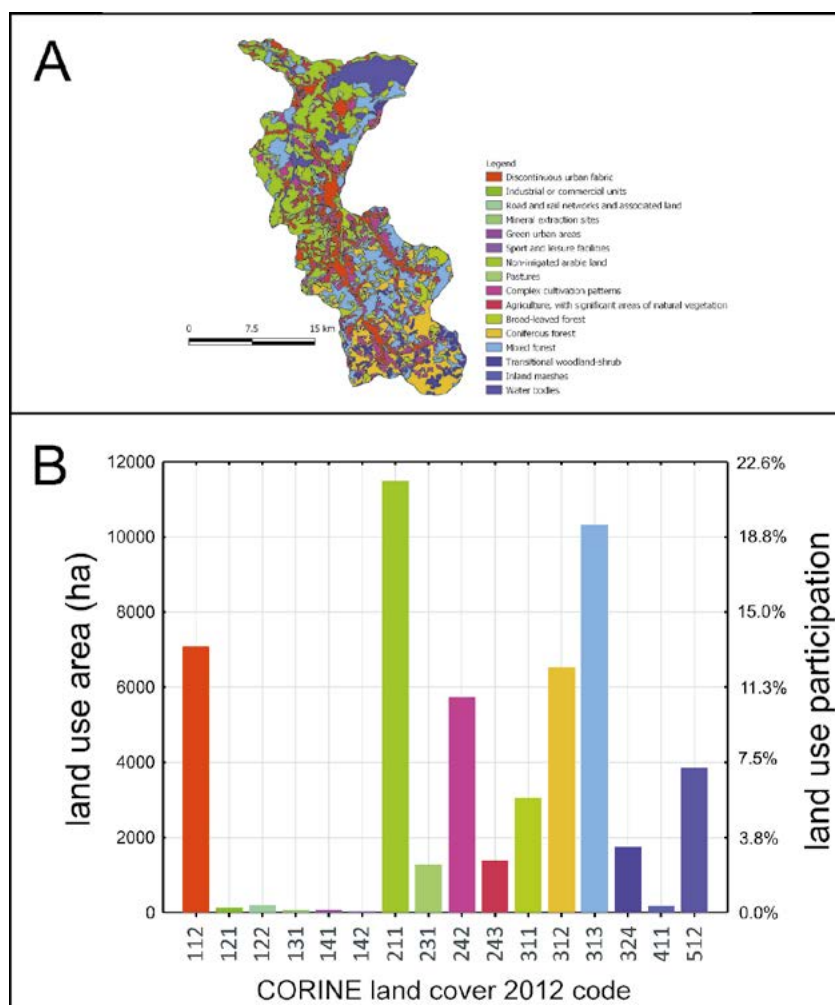 A
Legend
Discontinuous urban fabric
Industrial or commercial units
Road and rail networks and associated land
Mineral extraction sites
Green urban areas
Sport and leisure facilities
Non-irrigated arable land
Pastures
Complex cultivation patterns
Agriculture, with significant areas of natural vegetation
Broad-leaved forest
Coniferous forest
Mixed forest
Transitional woodland-shrub
Inland marshes
Water bodies
0 7.5 15 km
B
land use area (ha)
12000
10000
8000
6000
4000
2000
0
22.6%
18.8%
15.0%
11.3%
7.5%
3.8%
0.0%
land use participation
112 121 122 131 141 142 211 231 242 243 311 312 313 324 411 512
CORINE land cover 2012 code